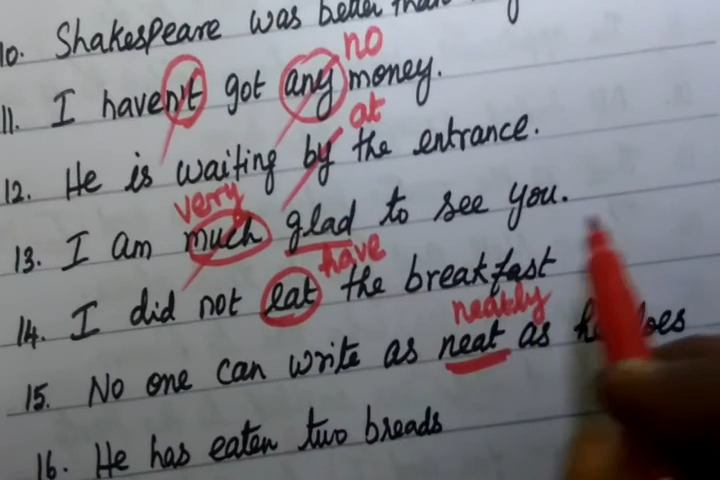 10. Shakespeare was better than
no
11. I haven't got any money.
at
12. He is waiting by the entrance.
very
13. I am much glad to see you.
have
14. I did not eat the breakfast
neatly
15. No one can write as neat as
16. He has eaten two breads